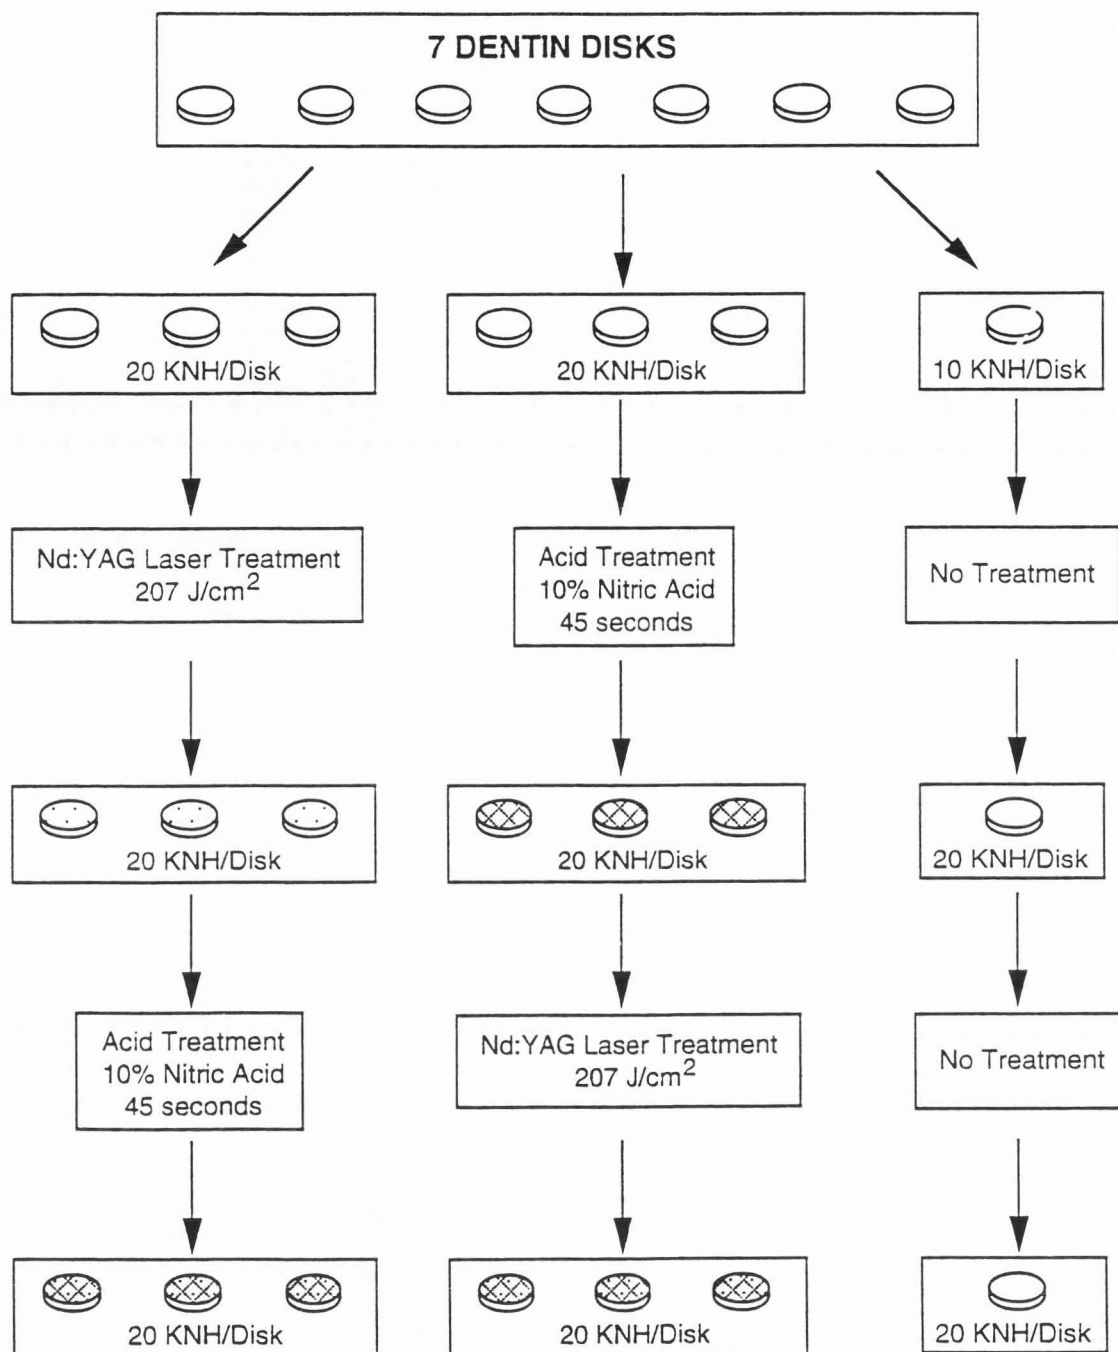 7 DENTIN DISKS
20 KNH/Disk
20 KNH/Disk
10 KNH/Disk
Nd:YAG Laser Treatment
207 J/cm2
Acid Treatment
10% Nitric Acid
45 seconds
No Treatment
20 KNH/Disk
20 KNH/Disk
20 KNH/Disk
Acid Treatment
10% Nitric Acid
45 seconds
Nd:YAG Laser Treatment
207 J/cm2
No Treatment
20 KNH/Disk
20 KNH/Disk
20 KNH/Disk